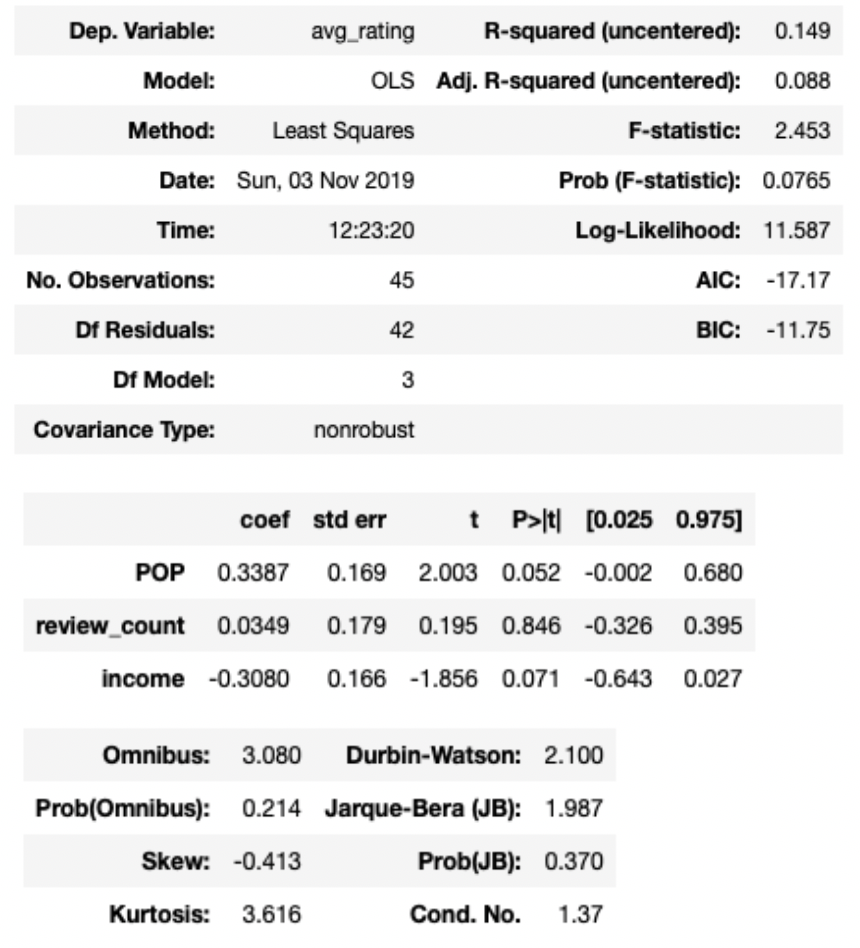 Dep. Variable: avg_rating R-squared (uncentered): 0.149
Model: OLS Adj. R-squared (uncentered): 0.088
Method: Least Squares F-statistic: 2.453
Date: Sun, 03 Nov 2019 Prob (F-statistic): 0.0765
Time: 12:23:20 Log-Likelihood: 11.587
No. Observations: 45 AIC: -17.17
Df Residuals: 42 BIC: -11.75
Df Model: 3
Covariance Type: nonrobust
coef std err t P>|t| [0.025 0.975]
POP 0.3387 0.169 2.003 0.052 -0.002 0.680
review_count 0.0349 0.179 0.195 0.846 -0.326 0.395
income -0.3080 0.166 -1.856 0.071 -0.643 0.027
Omnibus: 3.080 Durbin-Watson: 2.100
Prob(Omnibus): 0.214 Jarque-Bera (JB): 1.987
Skew: -0.413 Prob(JB): 0.370
Kurtosis: 3.616 Cond. No. 1.37